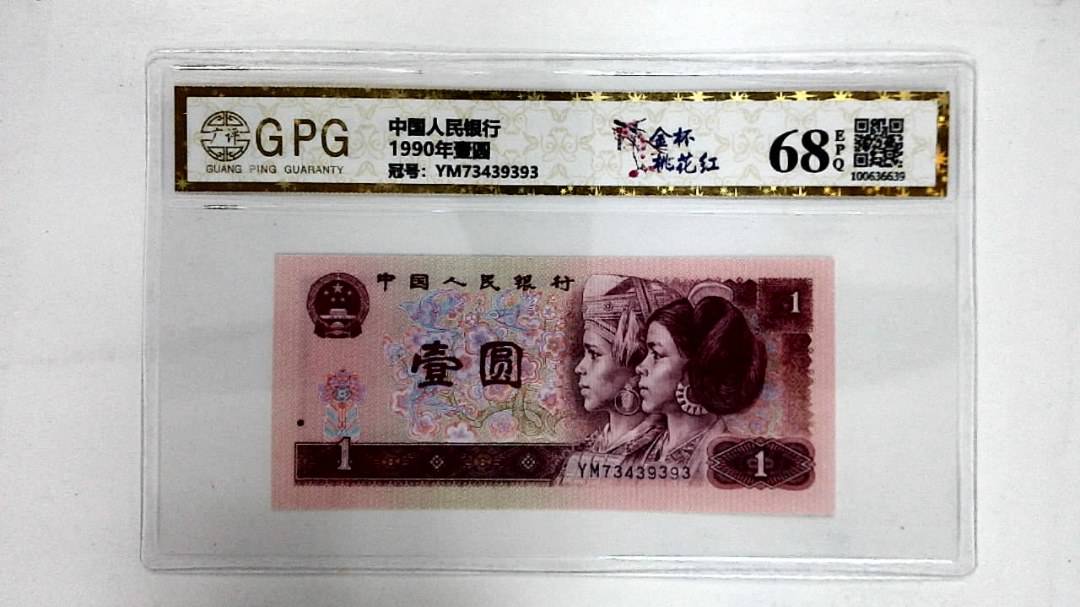 广评
GPG
GUANG PING GUARANTY
中国人民银行
1990年壹圆
冠号：YM73439393
金杯
桃花红
68
EPQ
100636639
中国人民银行
1
壹圆
1
YM73439393
1